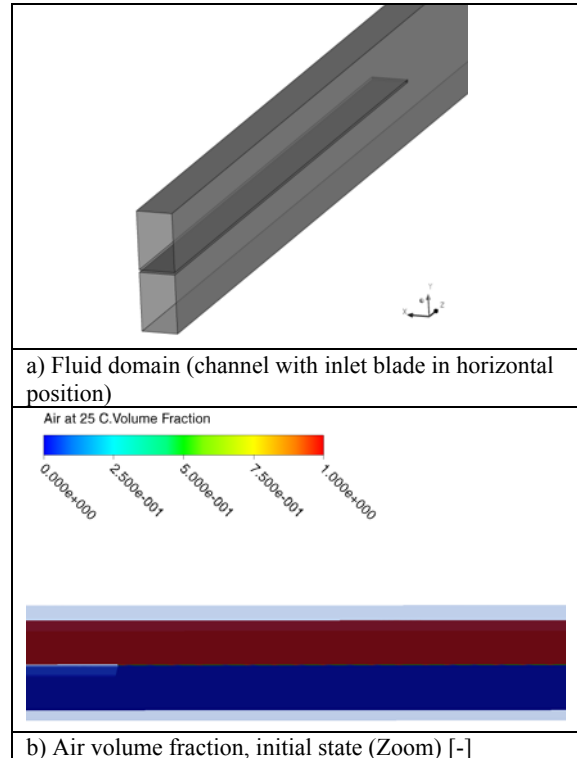 X
Y
Z
a) Fluid domain (channel with inlet blade in horizontal
position)
Air at 25 C.Volume Fraction
0.000e+000
2.500e-001
5.000e-001
7.500e-001
1.000e+000
b) Air volume fraction, initial state (Zoom) [-]